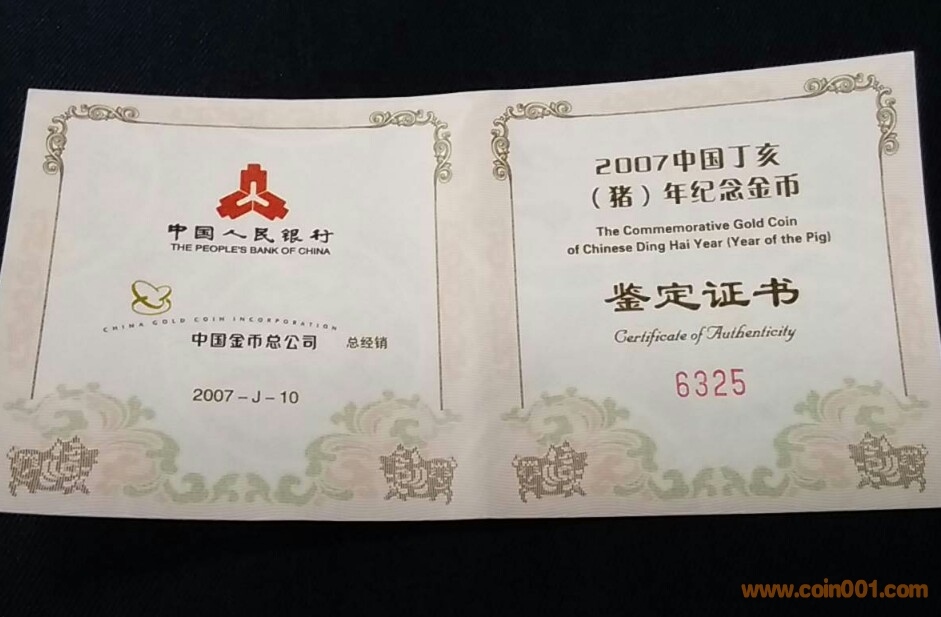 中国人民银行
THE PEOPLE'S BANK OF CHINA
CHINA GOLD COIN INCORPORATION
中国金币总公司 总经销
2007-J-10
2007中国丁亥
（猪）年纪念金币
The Commemorative Gold Coin
of Chinese Ding Hai Year (Year of the Pig)
鉴定证书
Certificate of Authenticity
6325
www.coin001.com